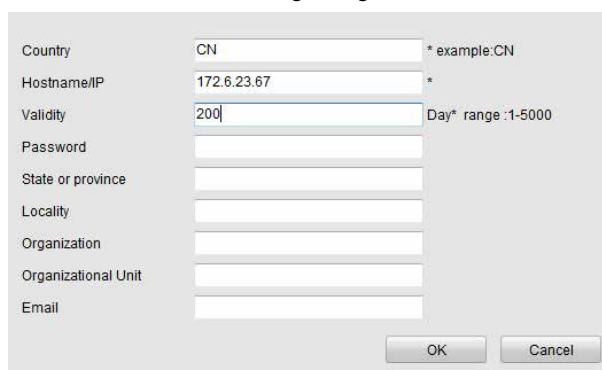 Country CN * example:CN
Hostname/IP 172.6.23.67 *
Validity 200 Day* range :1-5000
Password
State or province
Locality
Organization
Organizational Unit
Email
OK Cancel